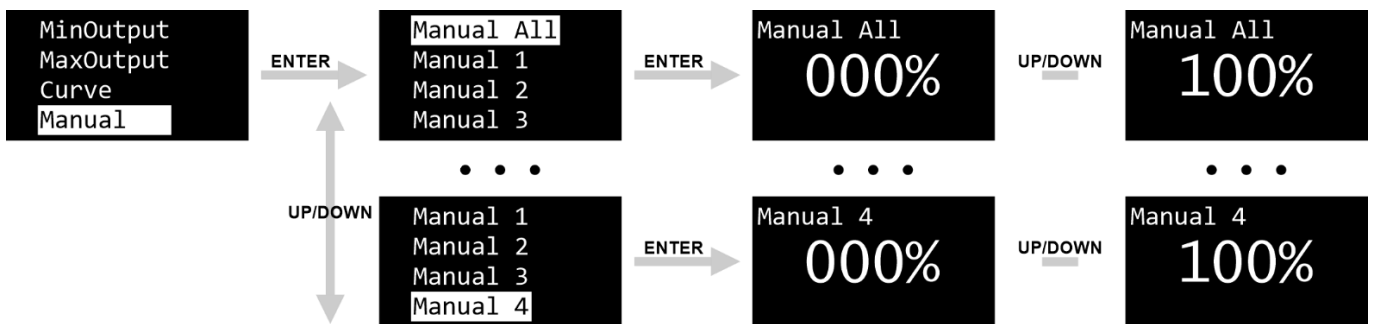 MinOutput
MaxOutput
Curve
Manual
ENTER
Manual All
Manual 1
Manual 2
Manual 3
ENTER
Manual All
000%
UP/DOWN
Manual All
100%
• • •
• • •
• • •
UP/DOWN
Manual 1
Manual 2
Manual 3
Manual 4
ENTER
Manual 4
000%
UP/DOWN
Manual 4
100%